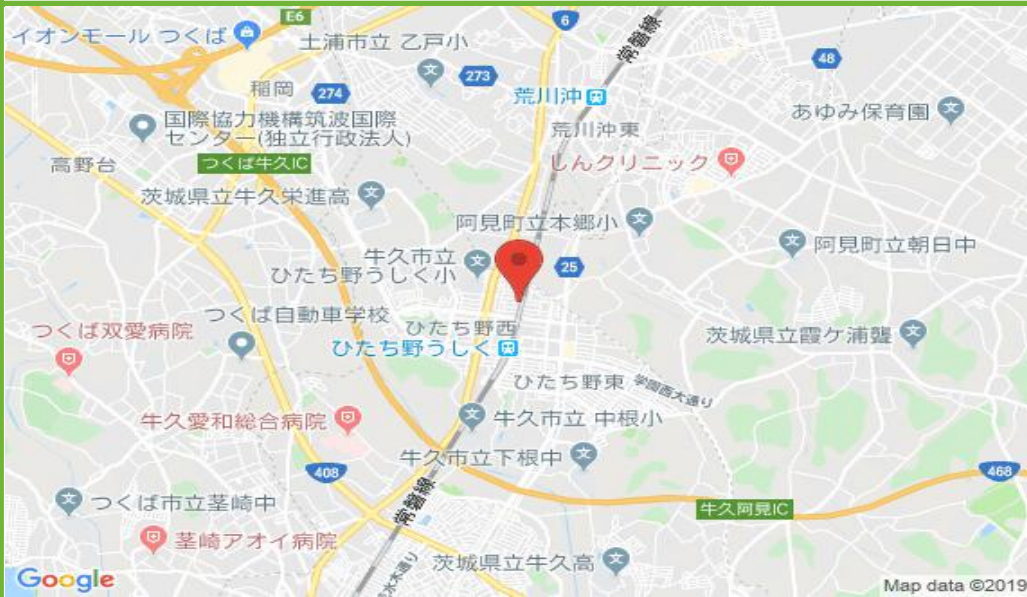 E6
6
イオンモール つくば
土浦市立 乙戸小
常磐線
48
273
稲岡
274
荒川沖
あゆみ保育園
国際協力機構筑波国際
センター(独立行政法人)
荒川沖東
高野台
つくば牛久IC
しんクリニック
茨城県立牛久栄進高
阿見町立本郷小
牛久市立
ひたち野うしく小
25
阿見町立朝日中
つくば自動車学校
つくば双愛病院
ひたち野西
茨城県立霞ケ浦聾
ひたち野うしく
ひたち野東
学園西大通り
牛久愛和総合病院
牛久市立 中根小
牛久市立下根中
408
468
つくば市立茎崎中
常磐線
牛久阿見IC
茎崎アオイ病院
茨城県立牛久高
Google
Map data ©2019